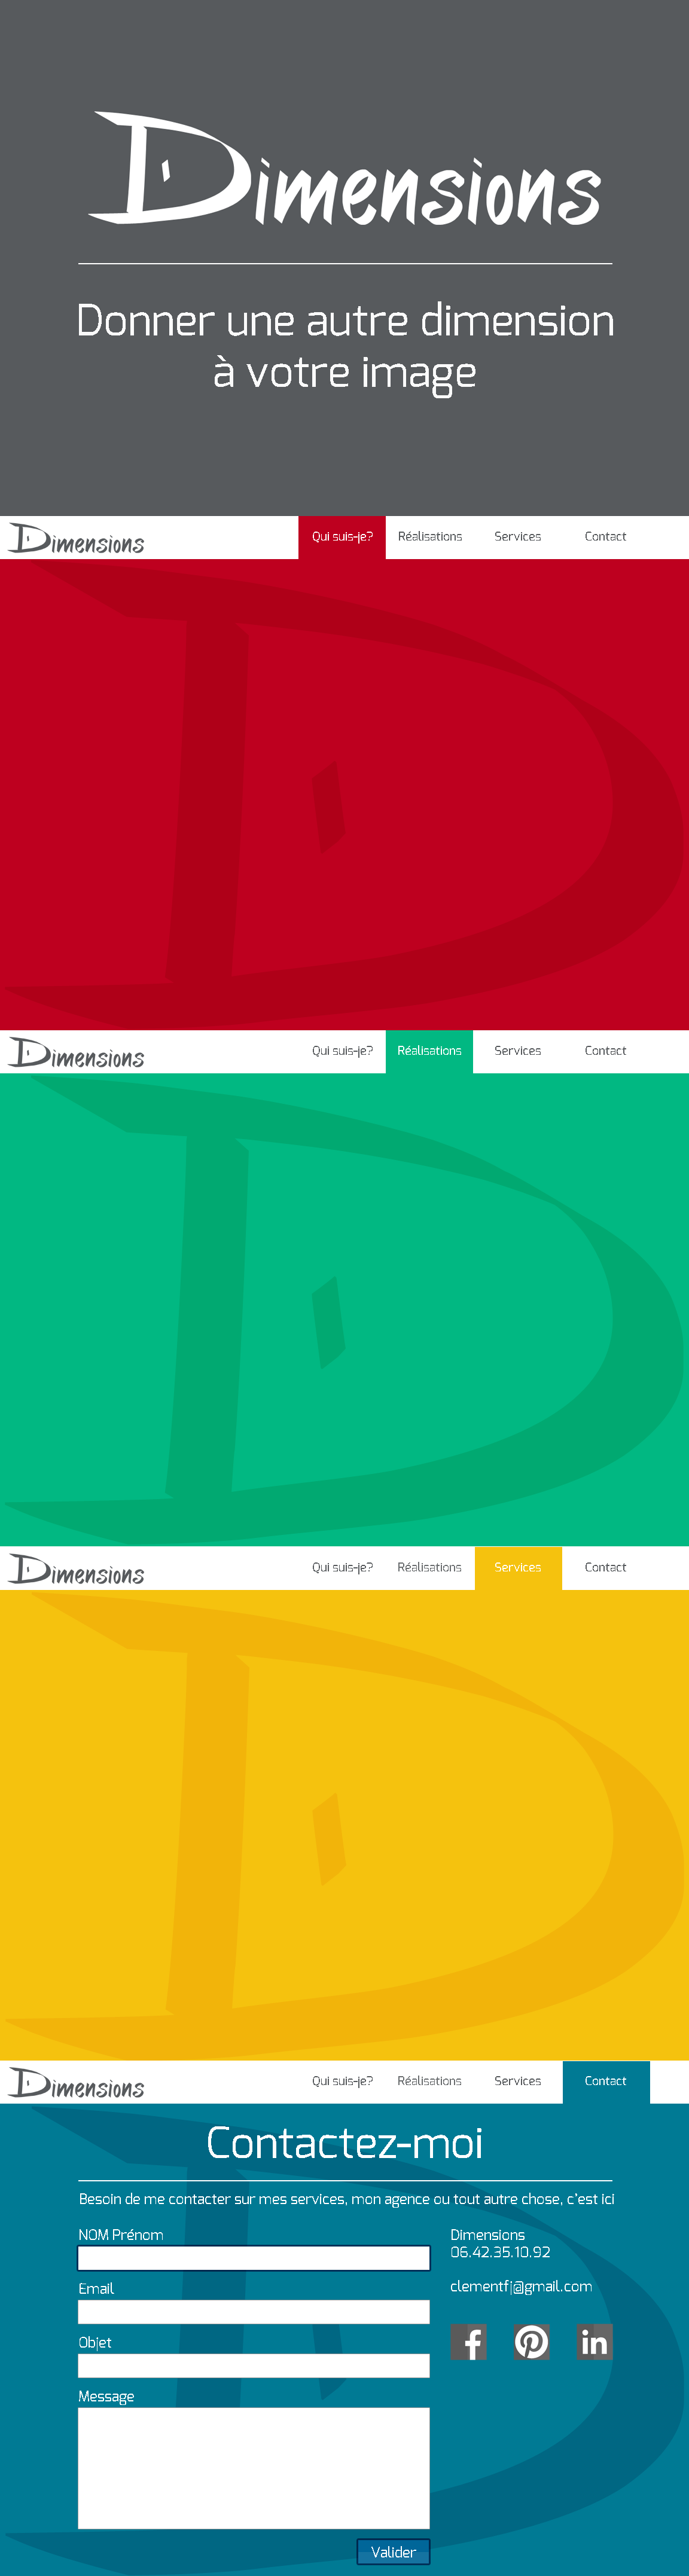 Dimensions
Donner une autre dimension
à votre image
Dimensions Qui suis-je? Réalisations Services Contact
Dimensions Qui suis-je? Réalisations Services Contact
Dimensions Qui suis-je? Réalisations Services Contact
Dimensions Qui suis-je? Réalisations Services Contact
Contactez-moi
Besoin de me contacter sur mes services, mon agence ou tout autre chose, c'est ici
NOM Prénom
Email
Objet
Message
Valider
Dimensions
06.42.35.10.92
clementfj@gmail.com
f
in